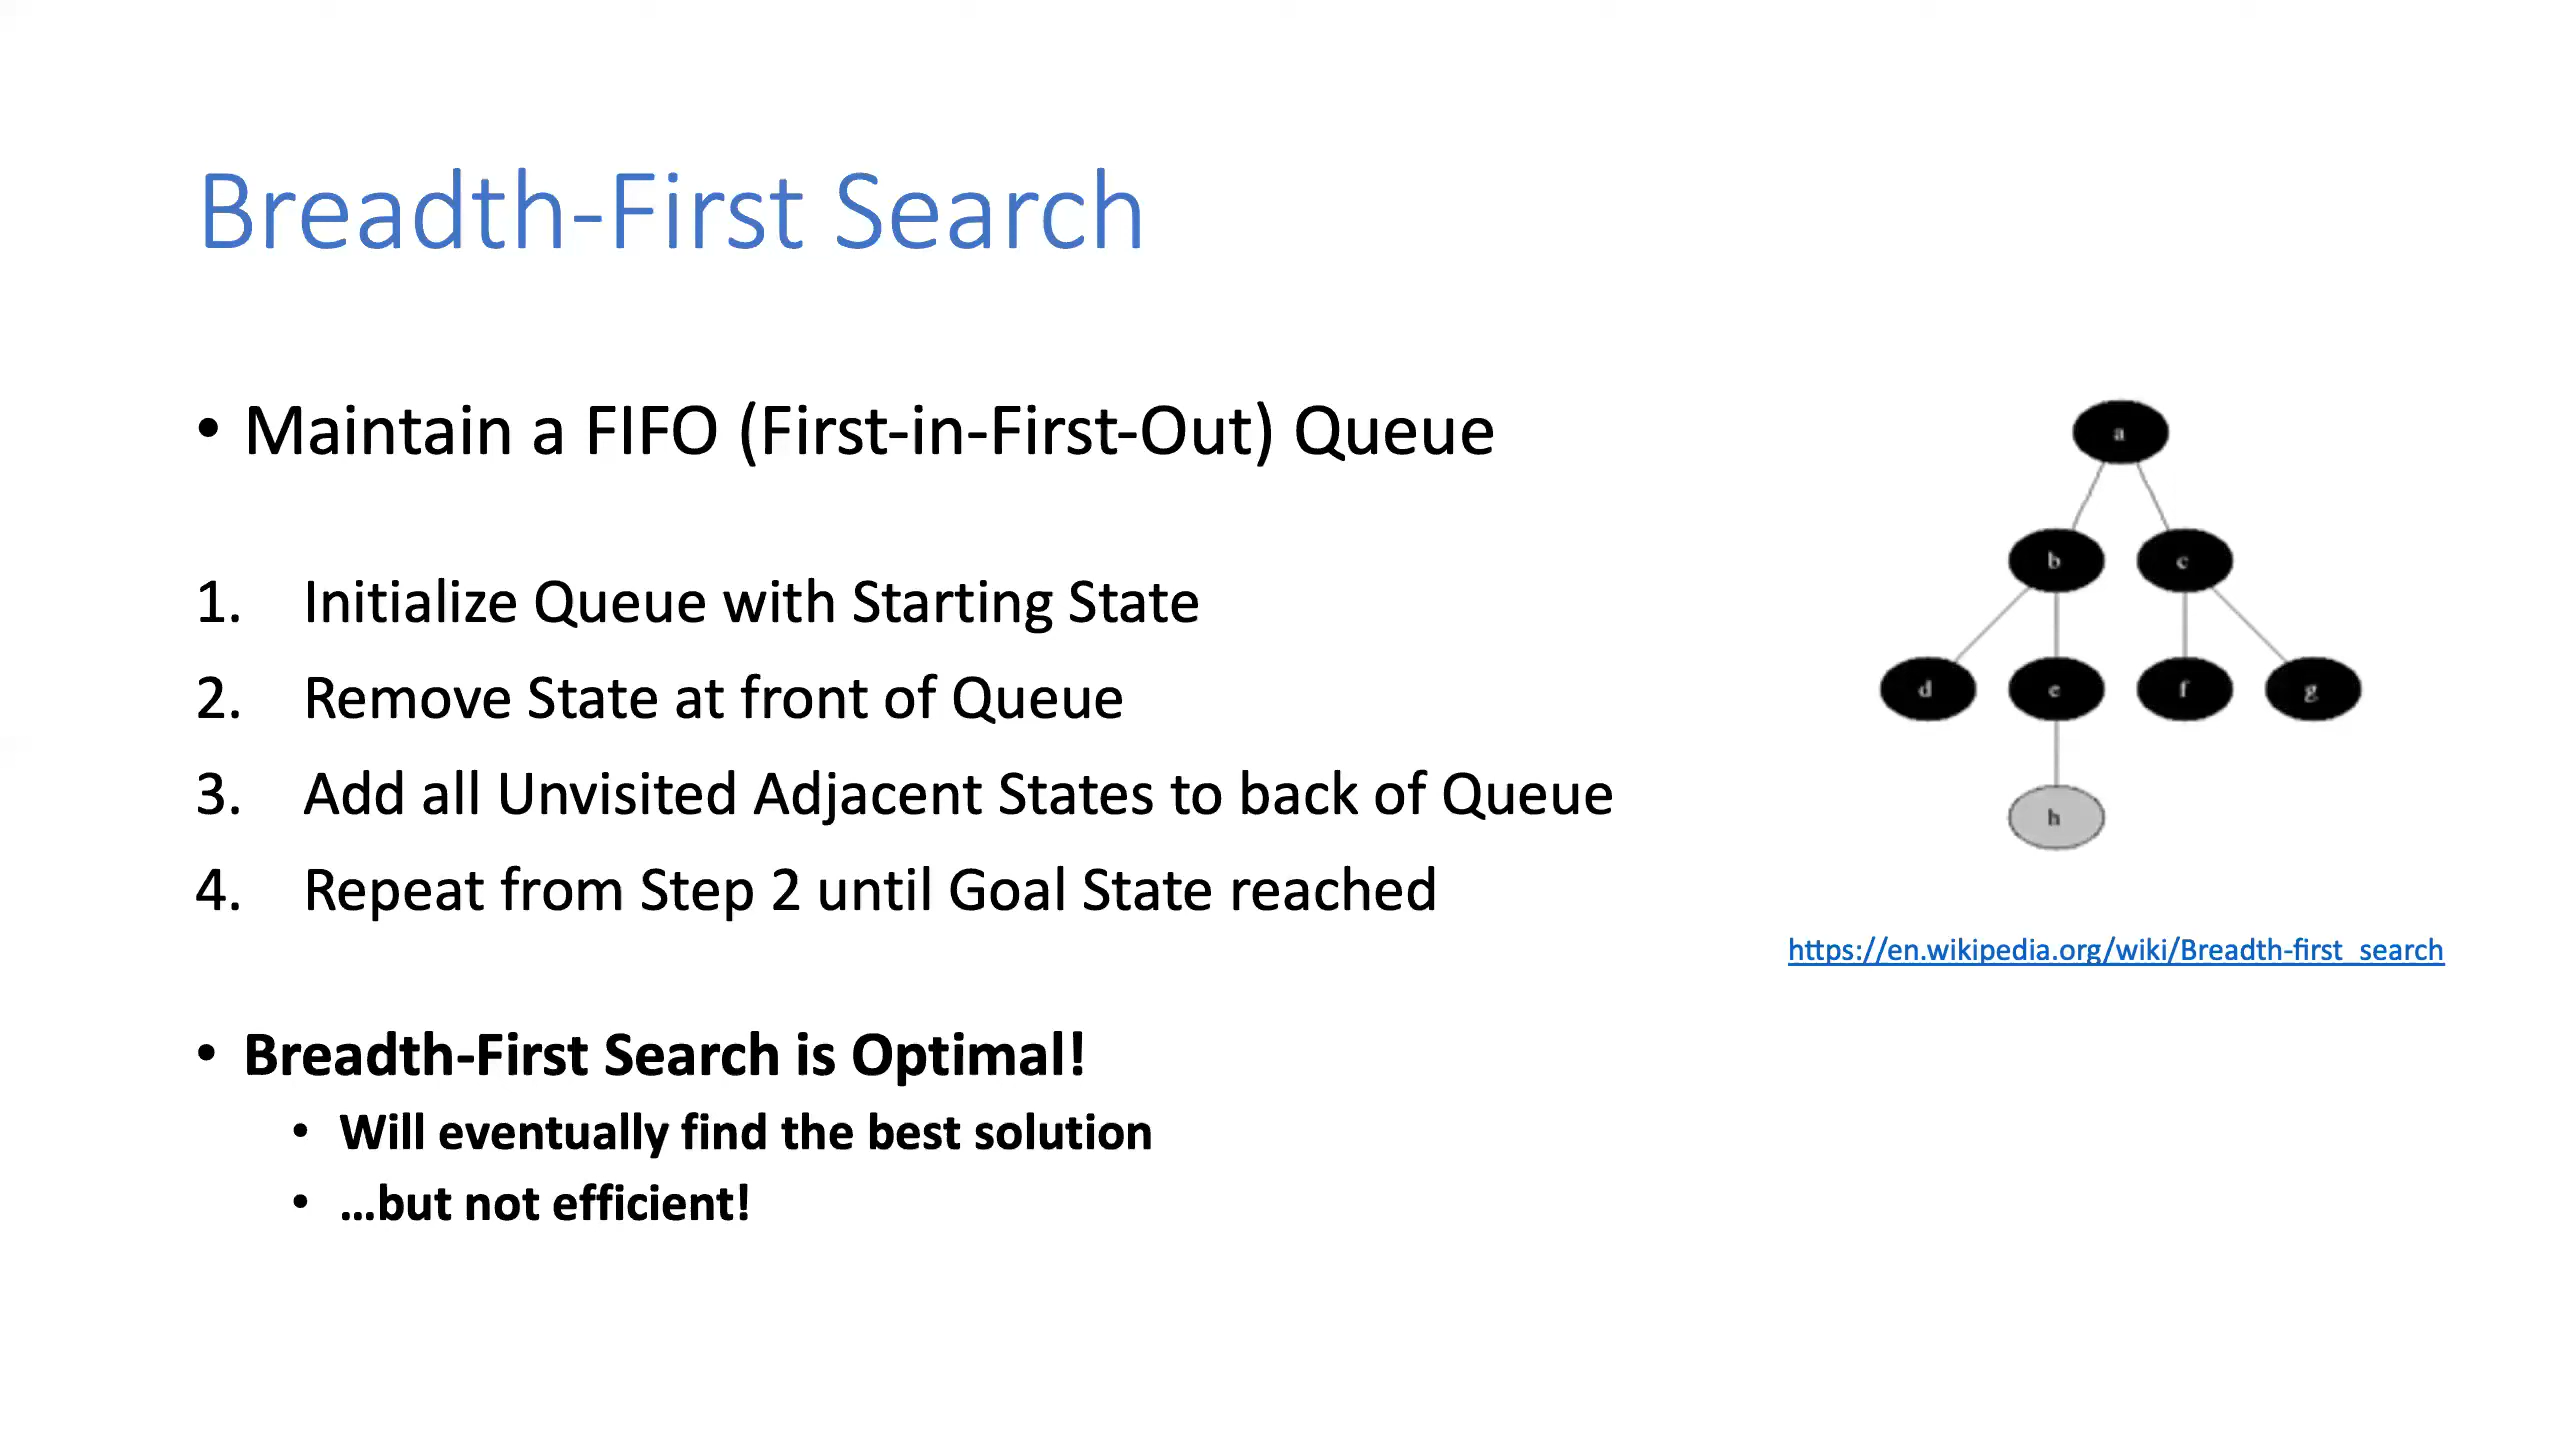 Breadth-First Search
• Maintain a FIFO (First-in-First-Out) Queue
1. Initialize Queue with Starting State
2. Remove State at front of Queue
3. Add all Unvisited Adjacent States to back of Queue
4. Repeat from Step 2 until Goal State reached
• Breadth-First Search is Optimal!
• Will eventually find the best solution
• …but not efficient!
a
b c
d e f g
h
https://en.wikipedia.org/wiki/Breadth-first_search